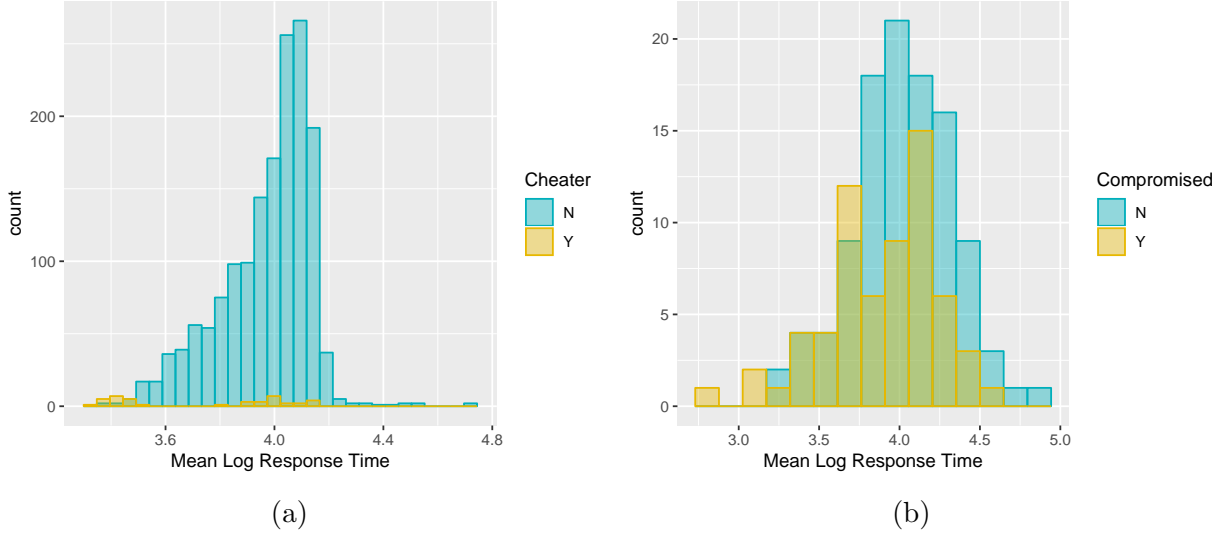 count
200
100
0
3.6 4.0 4.4 4.8
Mean Log Response Time
Cheater
N
Y
(a)
count
20
15
10
5
0
3.0 3.5 4.0 4.5 5.0
Mean Log Response Time
Compromised
N
Y
(b)